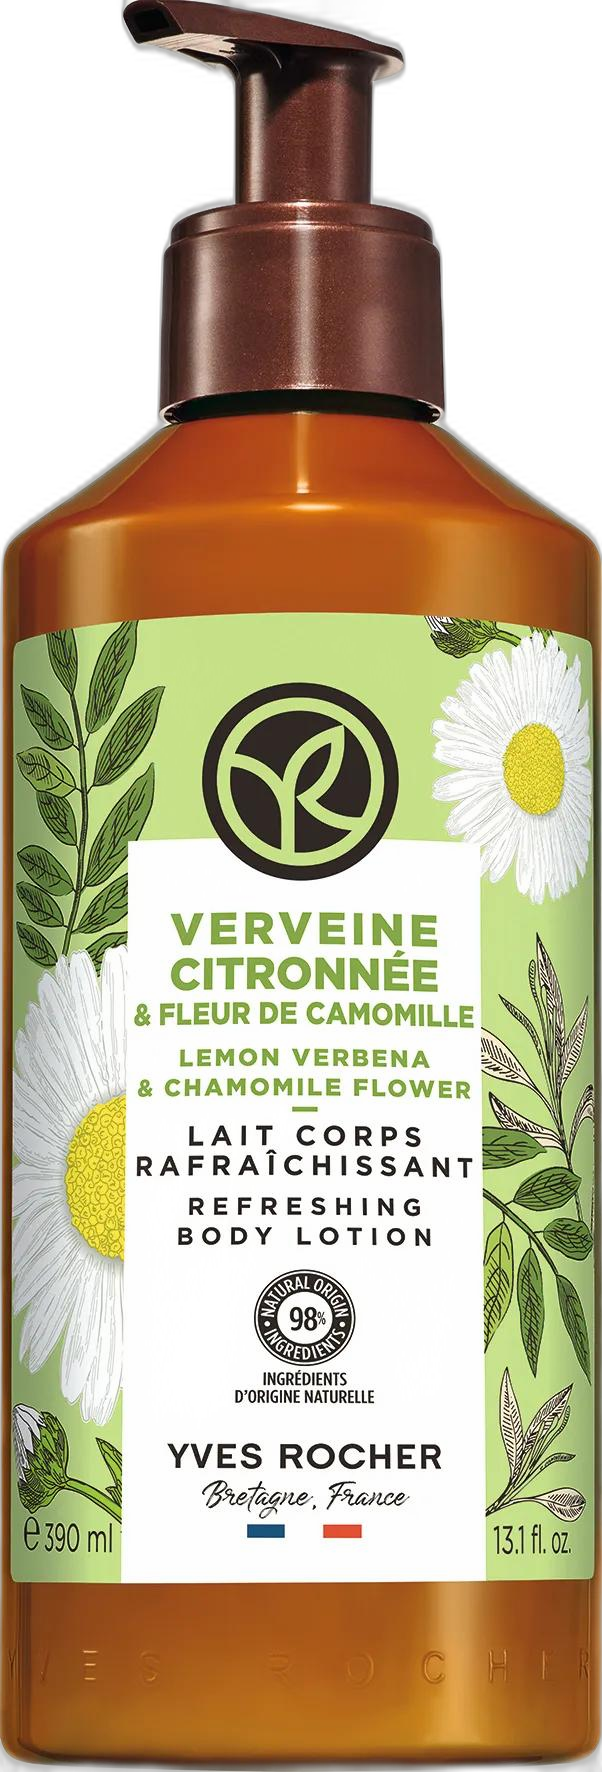 VERVEINE
CITRONNÉE
& FLEUR DE CAMOMILLE
LEMON VERBENA
& CHAMOMILE FLOWER
LAIT CORPS
RAFRAÎCHISSANT
REFRESHING
BODY LOTION
NATURAL ORIGIN
98%
INGREDIENTS
INGRÉDIENTS
D'ORIGINE NATURELLE
YVES ROCHER
Bretagne, France
e 390 ml
13.1 fl. oz.
YVES ROCHER